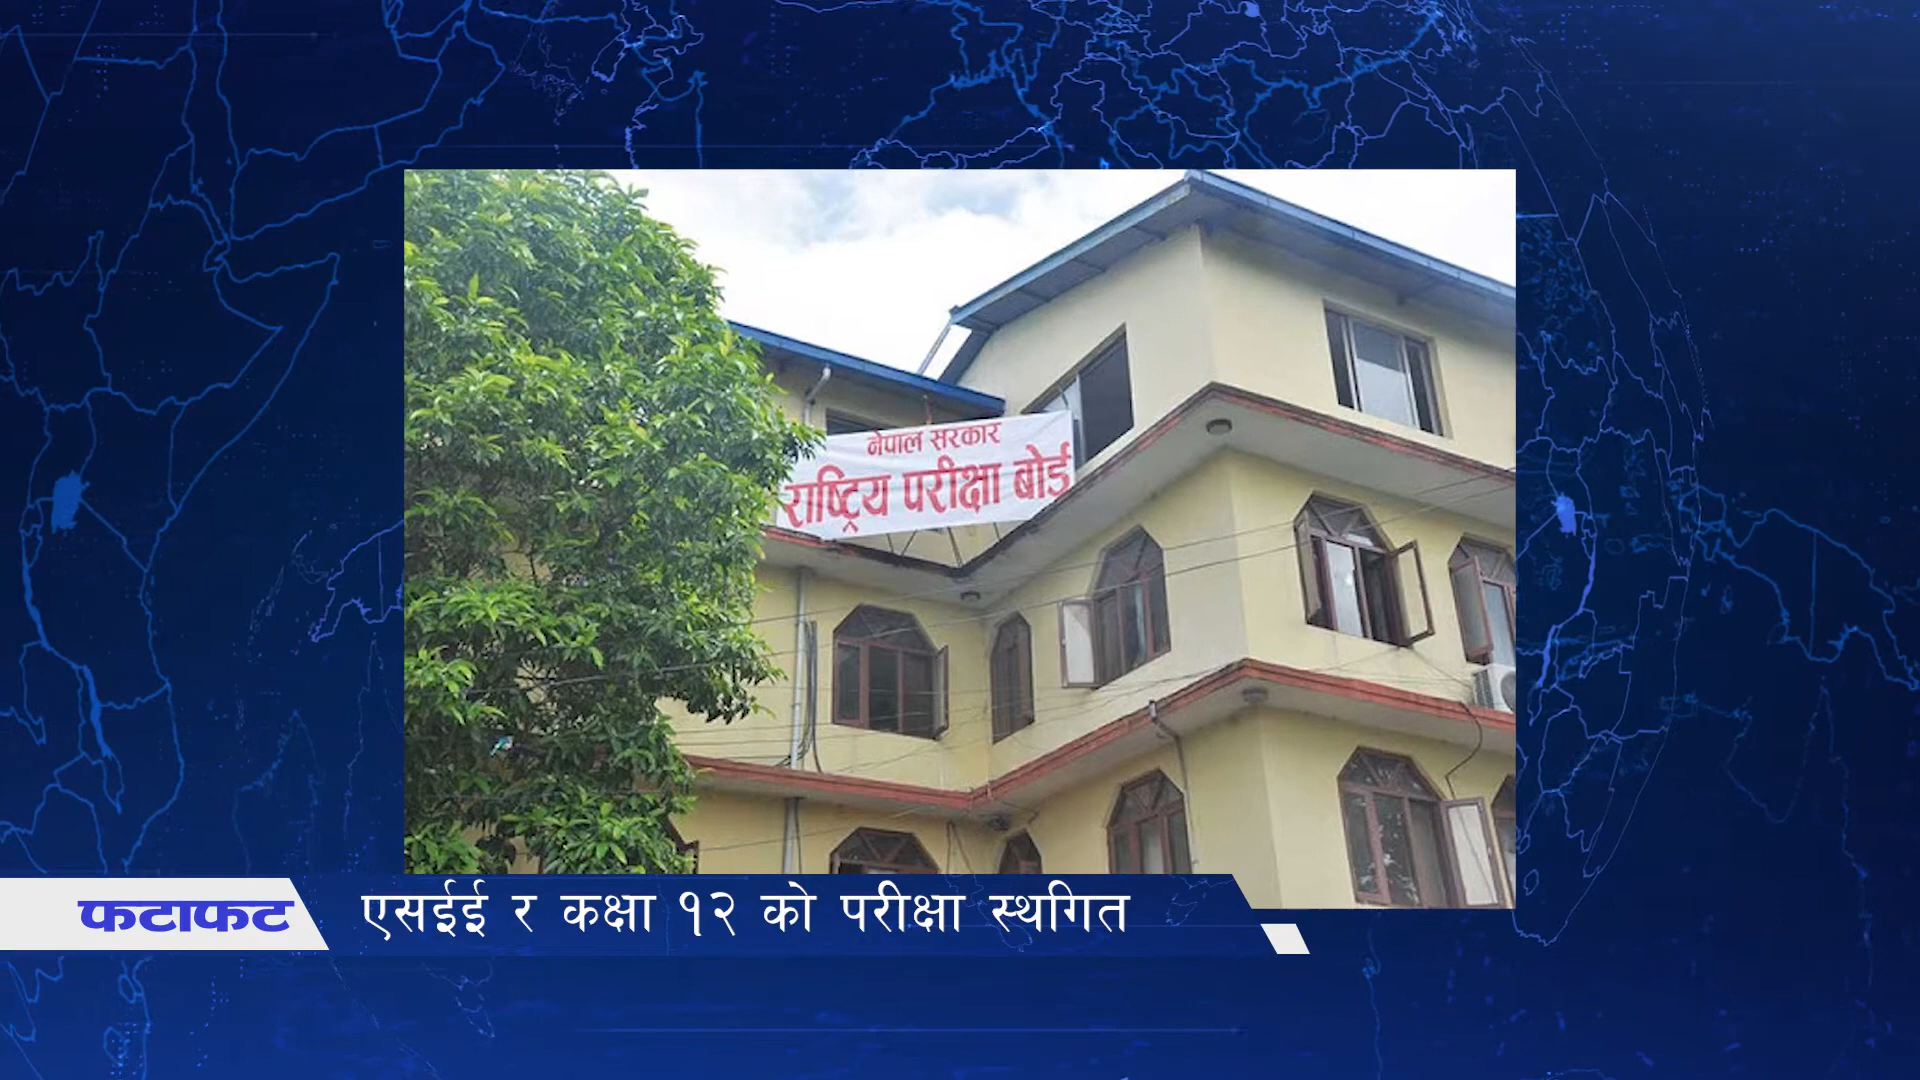 नेपाल सरकार
राष्ट्रिय परीक्षा बोर्ड
फटाफट
एसईई र कक्षा १२ को परीक्षा स्थगित